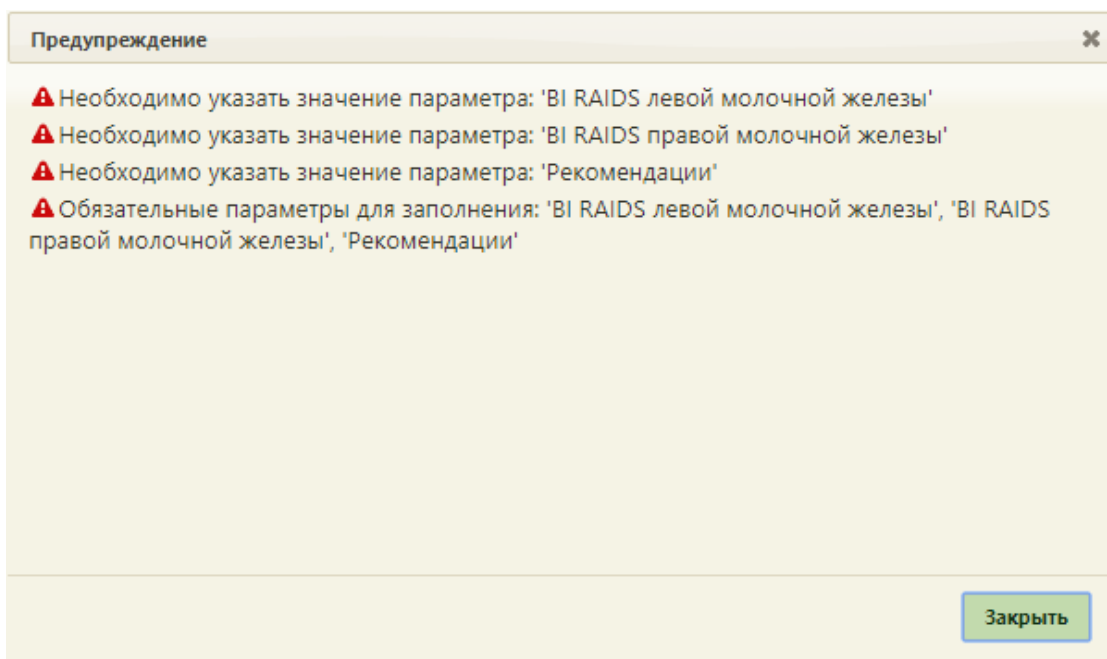 Предупреждение
Необходимо указать значение параметра: 'BI RAIDS левой молочной железы'
Необходимо указать значение параметра: 'BI RAIDS правой молочной железы'
Необходимо указать значение параметра: 'Рекомендации'
Обязательные параметры для заполнения: 'BI RAIDS левой молочной железы', 'BI RAIDS
правой молочной железы', 'Рекомендации'
Закрыть